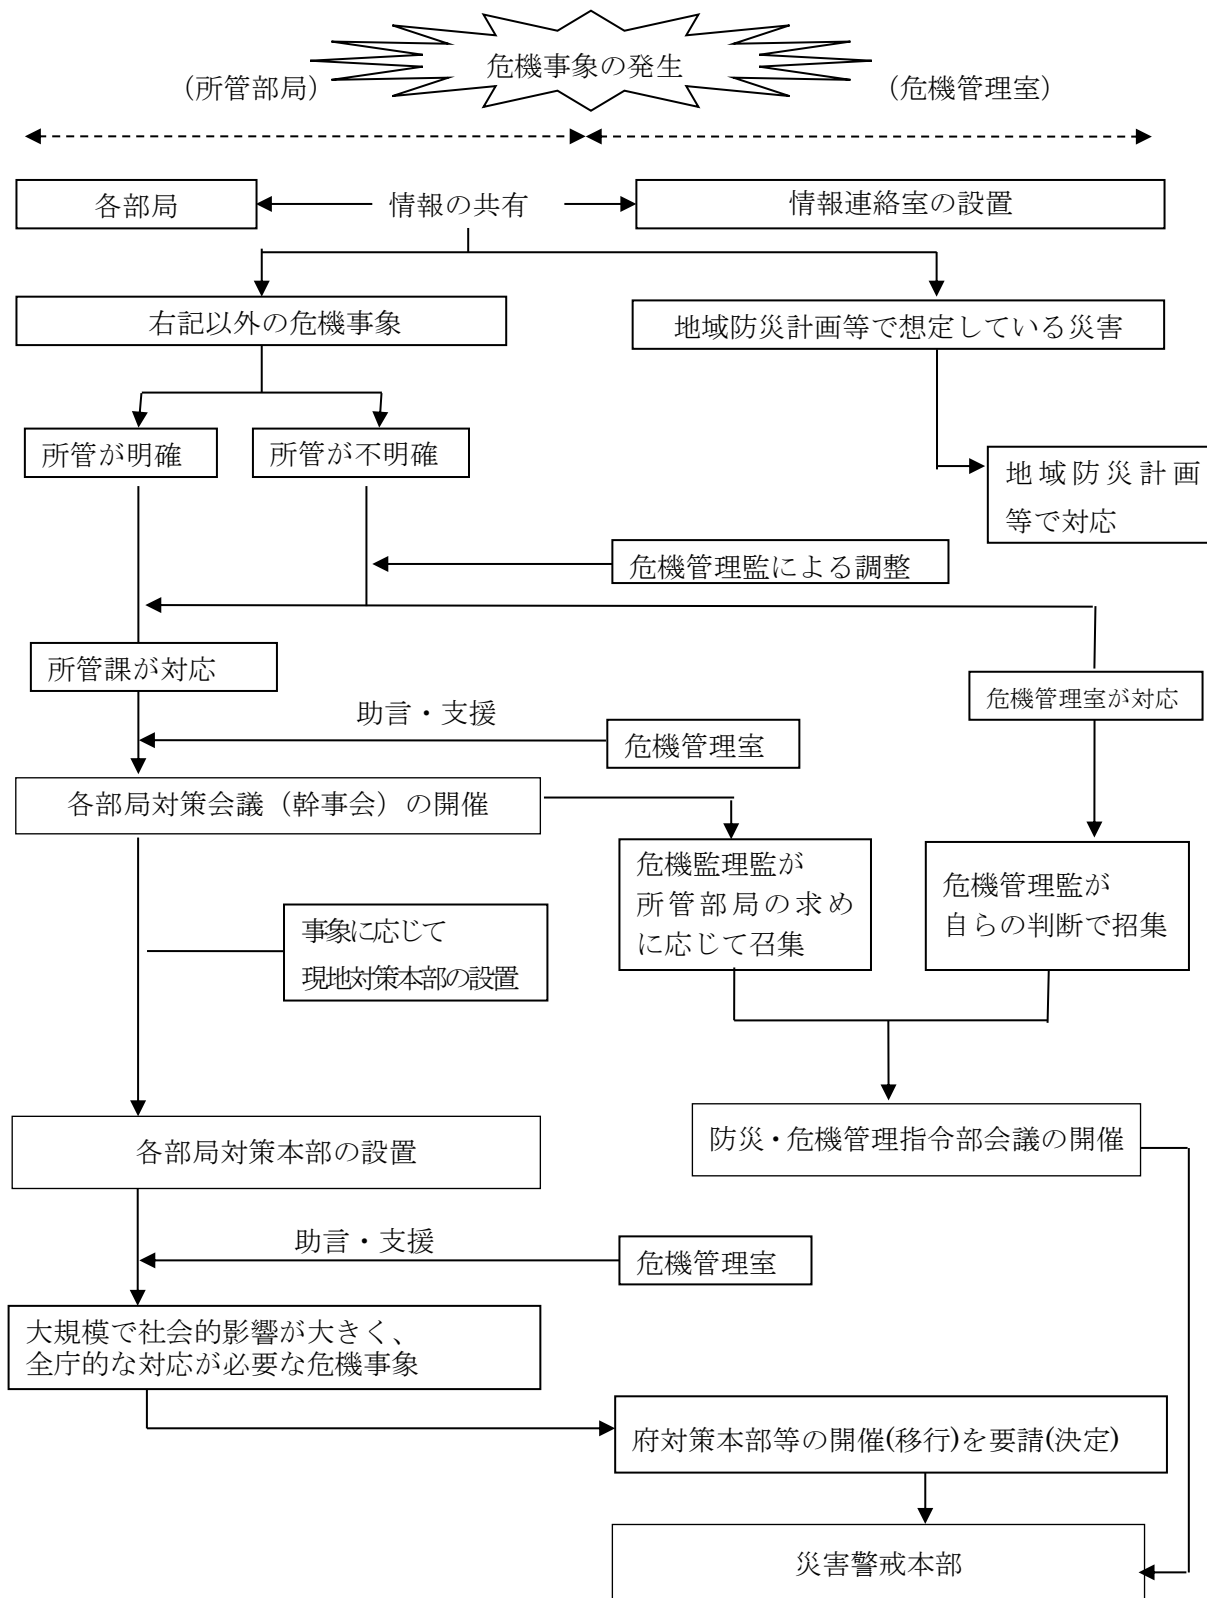 危機事象の発生
(所管部局)
(危機管理室)
各部局
情報の共有
情報連絡室の設置
右記以外の危機事象
地域防災計画等で想定している災害
所管が明確
所管が不明確
地域防災計画
等で対応
危機管理監による調整
所管課が対応
危機管理室が対応
助言・支援
危機管理室
各部局対策会議（幹事会）の開催
危機監理監が
所管部局の求め
に応じて召集
危機管理監が
自らの判断で招集
事象に応じて
現地対策本部の設置
各部局対策本部の設置
防災・危機管理指令部会議の開催
助言・支援
危機管理室
大規模で社会的影響が大きく、
全庁的な対応が必要な危機事象
府対策本部等の開催(移行)を要請(決定)
災害警戒本部